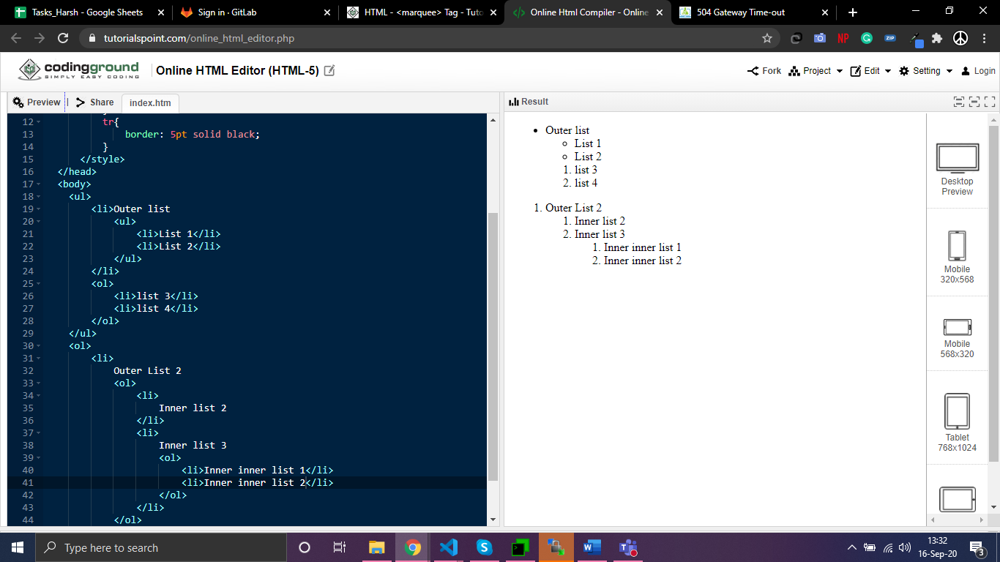 Tasks_Harsh - Google Sheets
Sign in · GitLab
HTML - <marquee> Tag - Tuto
Online Html Compiler - Online
504 Gateway Time-out
tutorialspoint.com/online_html_editor.php
NP
ZIP
codingground
SIMPLY EASY CODING
Online HTML Editor (HTML-5)
Fork
Project
Edit
Setting
Login
Preview
Share
index.htm
Result
12 tr{
13 border: 5pt solid black;
14 }
15 </style>
16 </head>
17 <body>
18 <ul>
19 <li>Outer list
20 <ul>
21 <li>List 1</li>
22 <li>List 2</li>
23 </ul>
24 </li>
25 <ol>
26 <li>list 3</li>
27 <li>list 4</li>
28 </ol>
29 </ul>
30 <ol>
31 <li>
32 Outer List 2
33 <ol>
34 <li>
35 Inner list 2
36 </li>
37 <li>
38 Inner list 3
39 <ol>
40 <li>Inner inner list 1</li>
41 <li>Inner inner list 2</li>
42 </ol>
43 </li>
44 </ol>
• Outer list
◦ List 1
◦ List 2
1. list 3
2. list 4
1. Outer List 2
1. Inner list 2
2. Inner list 3
1. Inner inner list 1
2. Inner inner list 2
Desktop
Preview
Mobile
320x568
Mobile
568x320
Tablet
768x1024
Type here to search
13:32
16-Sep-20
3